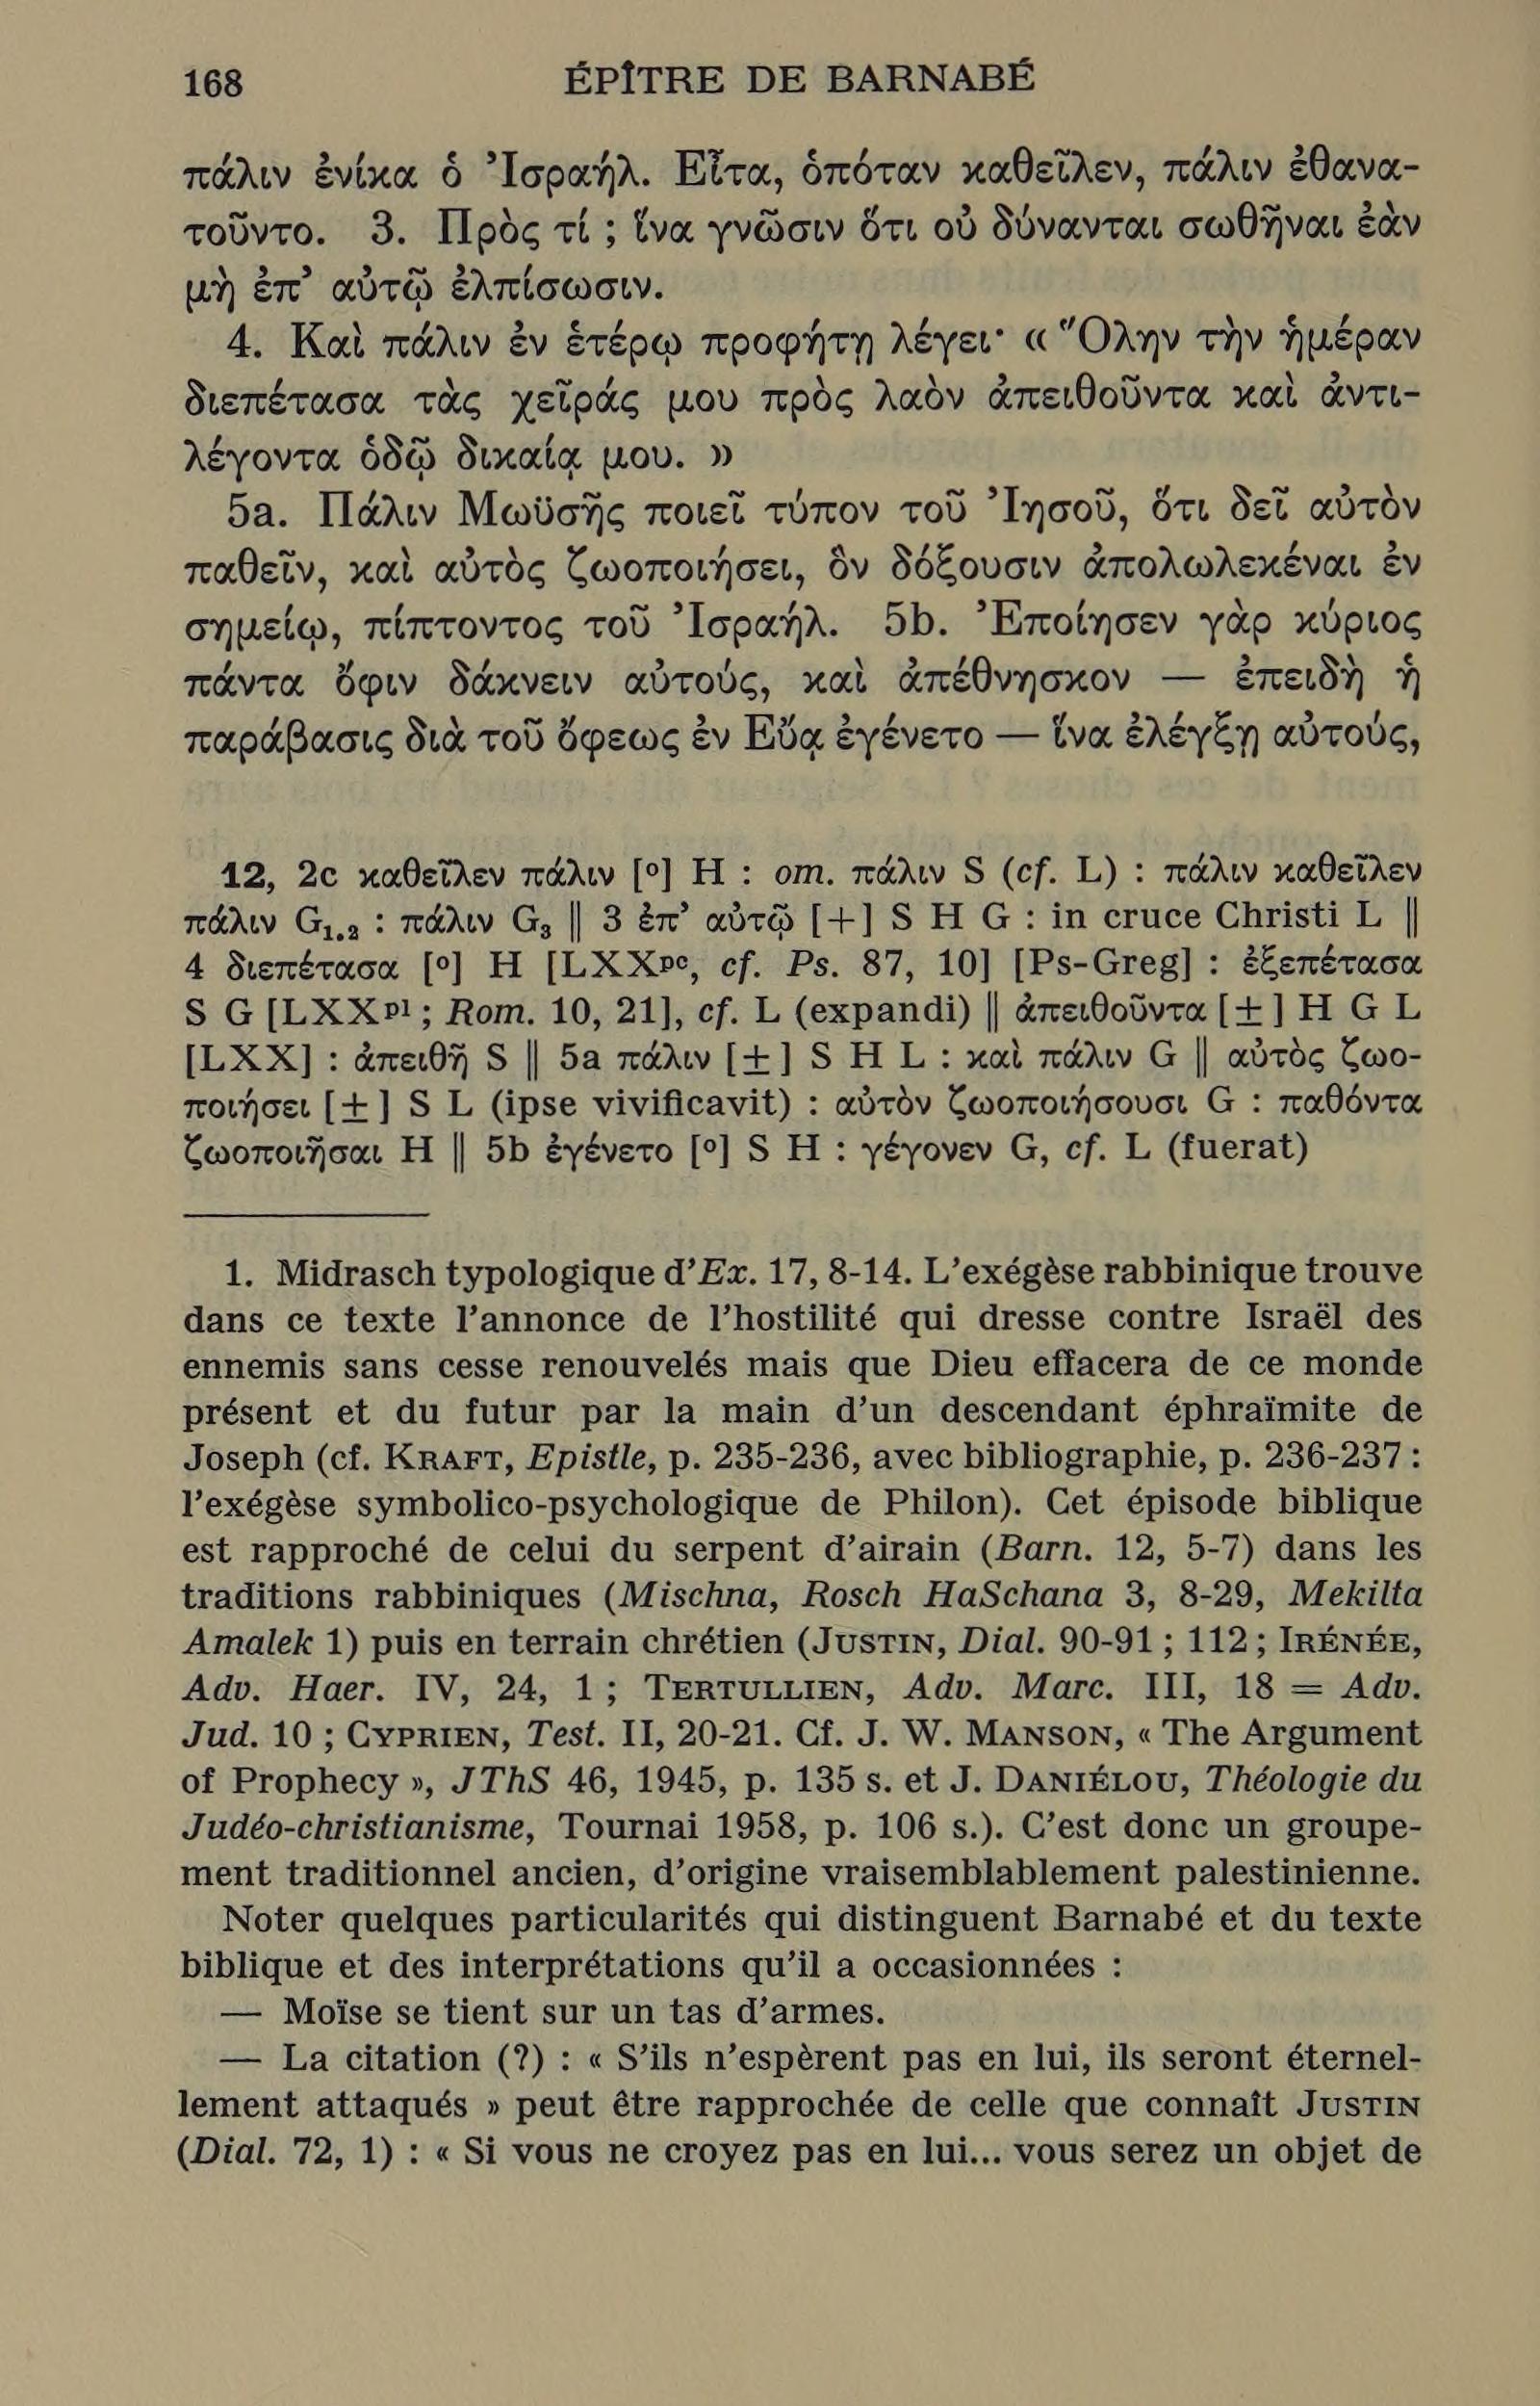 168 ÉPÎTRE DE BARNABÉ
πάλιν ἐνίκα ὁ Ἰσραήλ. Εἶτα, ὁπόταν καθεῖλεν, πάλιν ἐθανα-
τοῦντο. 3. Πρὸς τί ; ἵνα γνῶσιν ὅτι οὐ δύνανται σωθῆναι ἐὰν
μὴ ἐπ’ αὐτῷ ἐλπίσωσιν.
4. Καὶ πάλιν ἐν ἑτέρῳ προφήτῃ λέγει· « Ὅλην τὴν ἡμέραν
διεπέτασα τὰς χεῖράς μου πρὸς λαὸν ἀπειθοῦντα καὶ ἀντι-
λέγοντα ὁδῷ δικαίᾳ μου. »
5a. Πάλιν Μωϋσῆς ποιεῖ τύπον τοῦ Ἰησοῦ, ὅτι δεῖ αὐτὸν
παθεῖν, καὶ αὐτὸς ζωοποιήσει, ὃν δόξουσιν ἀπολωλεκέναι ἐν
σημείῳ, πίπτοντος τοῦ Ἰσραήλ. 5b. Ἐποίησεν γὰρ κύριος
πάντα ὄφιν δάκνειν αὐτούς, καὶ ἀπέθνησκον — ἐπειδὴ ἡ
παράβασις διὰ τοῦ ὄφεως ἐν Εὔᾳ ἐγένετο — ἵνα ἐλέγξῃ αὐτούς,
12, 2c καθεῖλεν πάλιν [º] H : om. πάλιν S (cf. L) : πάλιν καθεῖλεν
πάλιν G₁.₂ : πάλιν G₃ || 3 ἐπ’ αὐτῷ [+] S H G : in cruce Christi L ||
4 διεπέτασα [º] H [LXXᵖᶜ, cf. Ps. 87, 10] [Ps-Greg] : ἐξεπέτασα
S G [LXXᵖˡ ; Rom. 10, 21], cf. L (expandi) || ἀπειθοῦντα [±] H G L
[LXX] : ἀπειθῆ S || 5a πάλιν [±] S H L : καὶ πάλιν G || αὐτὸς ζωο-
ποιήσει [±] S L (ipse vivificavit) : αὐτὸν ζωοποιήσουσι G : παθόντα
ζωοποιῆσαι H || 5b ἐγένετο [º] S H : γέγονεν G, cf. L (fuerat)
1. Midrasch typologique d’Ex. 17, 8-14. L’exégèse rabbinique trouve
dans ce texte l’annonce de l’hostilité qui dresse contre Israël des
ennemis sans cesse renouvelés mais que Dieu effacera de ce monde
présent et du futur par la main d’un descendant éphraïmite de
Joseph (cf. KRAFT, Epistle, p. 235-236, avec bibliographie, p. 236-237 :
l’exégèse symbolico-psychologique de Philon). Cet épisode biblique
est rapproché de celui du serpent d’airain (Barn. 12, 5-7) dans les
traditions rabbiniques (Mischna, Rosch HaSchana 3, 8-29, Mekilta
Amalek 1) puis en terrain chrétien (JUSTIN, Dial. 90-91 ; 112 ; IRÉNÉE,
Adv. Haer. IV, 24, 1 ; TERTULLIEN, Adv. Marc. III, 18 = Adv.
Jud. 10 ; CYPRIEN, Test. II, 20-21. Cf. J. W. MANSON, « The Argument
of Prophecy », JThS 46, 1945, p. 135 s. et J. DANIÉLOU, Théologie du
Judéo-christianisme, Tournai 1958, p. 106 s.). C’est donc un groupe-
ment traditionnel ancien, d’origine vraisemblablement palestinienne.
Noter quelques particularités qui distinguent Barnabé et du texte
biblique et des interprétations qu’il a occasionnées :
— Moïse se tient sur un tas d’armes.
— La citation (?) : « S’ils n’espèrent pas en lui, ils seront éternel-
lement attaqués » peut être rapprochée de celle que connaît JUSTIN
(Dial. 72, 1) : « Si vous ne croyez pas en lui... vous serez un objet de